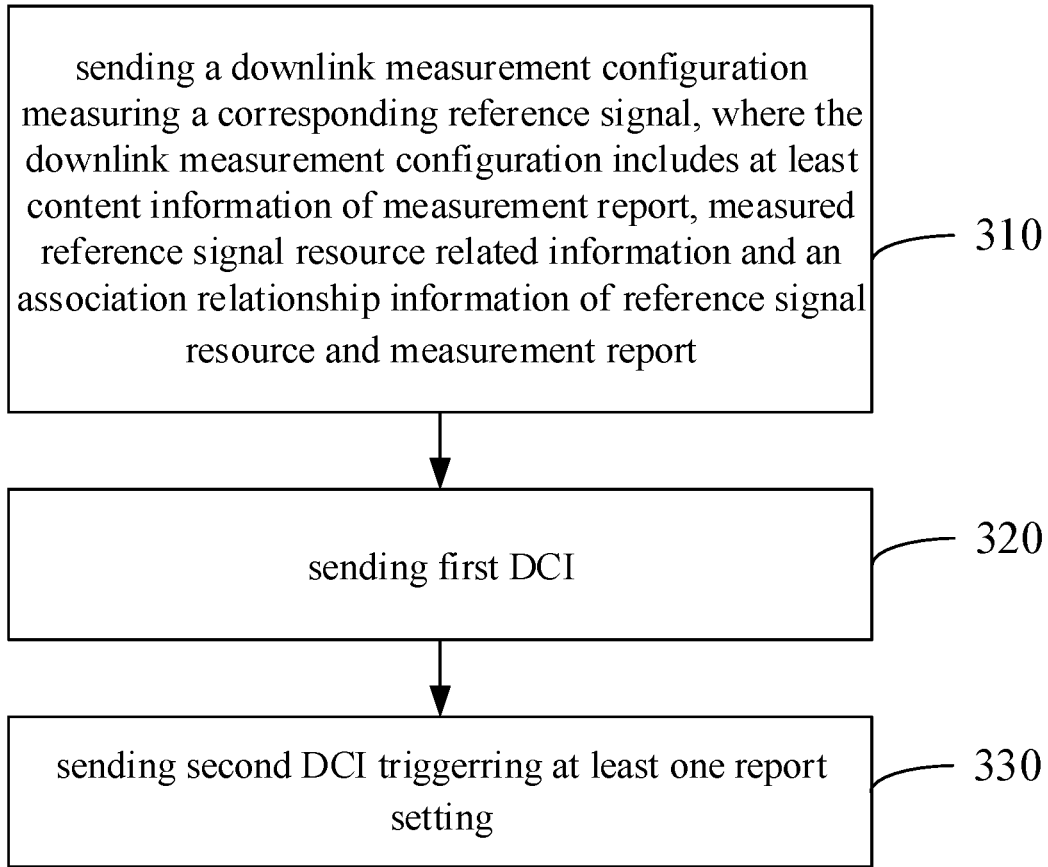 sending a downlink measurement configuration
measuring a corresponding reference signal, where the
downlink measurement configuration includes at least
content information of measurement report, measured
reference signal resource related information and an
association relationship information of reference signal
resource and measurement report
310
sending first DCI
320
sending second DCI triggerring at least one report
setting
330